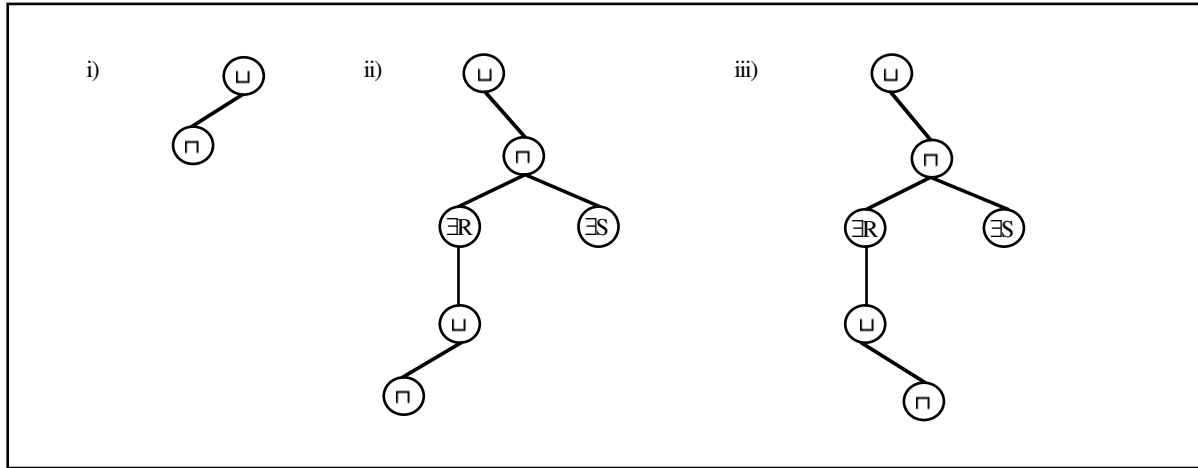 i) ii) iii)
⊔ ⊔ ⊔
⊓ ⊓ ⊓
∃R ∃S ∃R ∃S
⊔ ⊔
⊓ ⊓